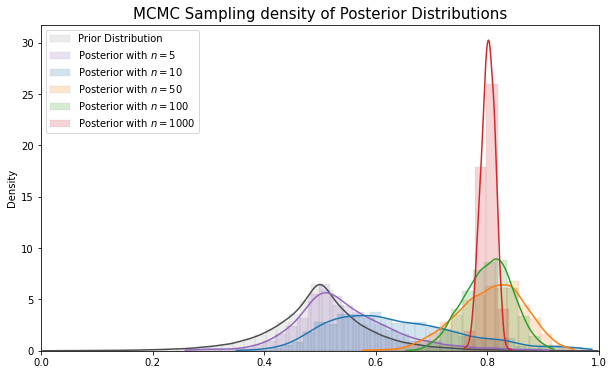 MCMC Sampling density of Posterior Distributions
Prior Distribution
Posterior with n = 5
Posterior with n = 10
Posterior with n = 50
Posterior with n = 100
Posterior with n = 1000
Density
30
25
20
15
10
5
0
0.0 0.2 0.4 0.6 0.8 1.0